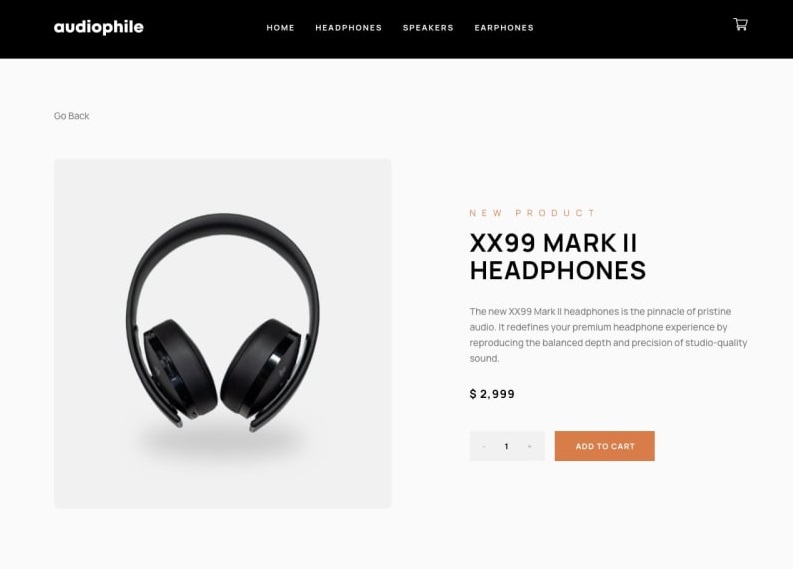 audiophile
HOME HEADPHONES SPEAKERS EARPHONES
Go Back
NEW PRODUCT
XX99 MARK II
HEADPHONES
The new XX99 Mark II headphones is the pinnacle of pristine
audio. It redefines your premium headphone experience by
reproducing the balanced depth and precision of studio-quality
sound.
$ 2,999
- 1 + ADD TO CART